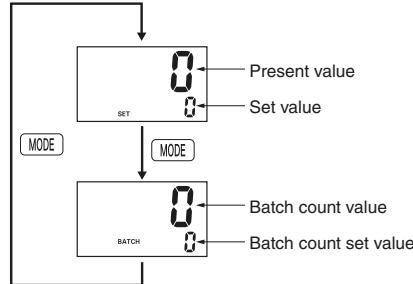 0
Present value
0
Set value
SET
MODE
MODE
0
Batch count value
BATCH
0
Batch count set value